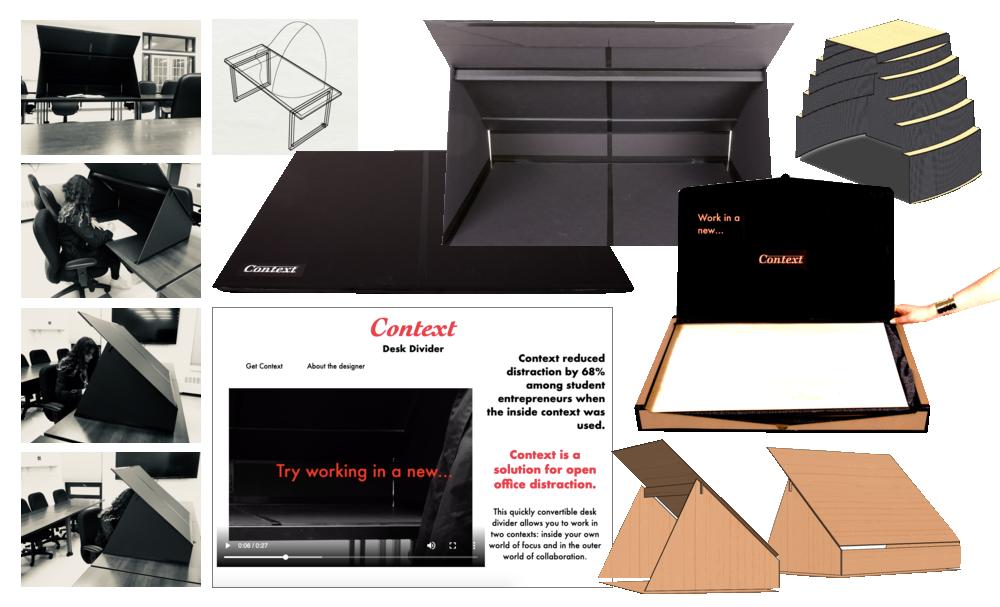 Context
Work in a
new...
Context
Context
Desk Divider
Get Context
About the designer
Try working in a new...
0:06 / 0:27
Context reduced
distraction by 68%
among student
entrepreneurs when
the inside context was
used.
Context is a
solution for open
office distraction.
This quickly convertible desk
divider allows you to work in
two contexts: inside your own
world of focus and in the outer
world of collaboration.